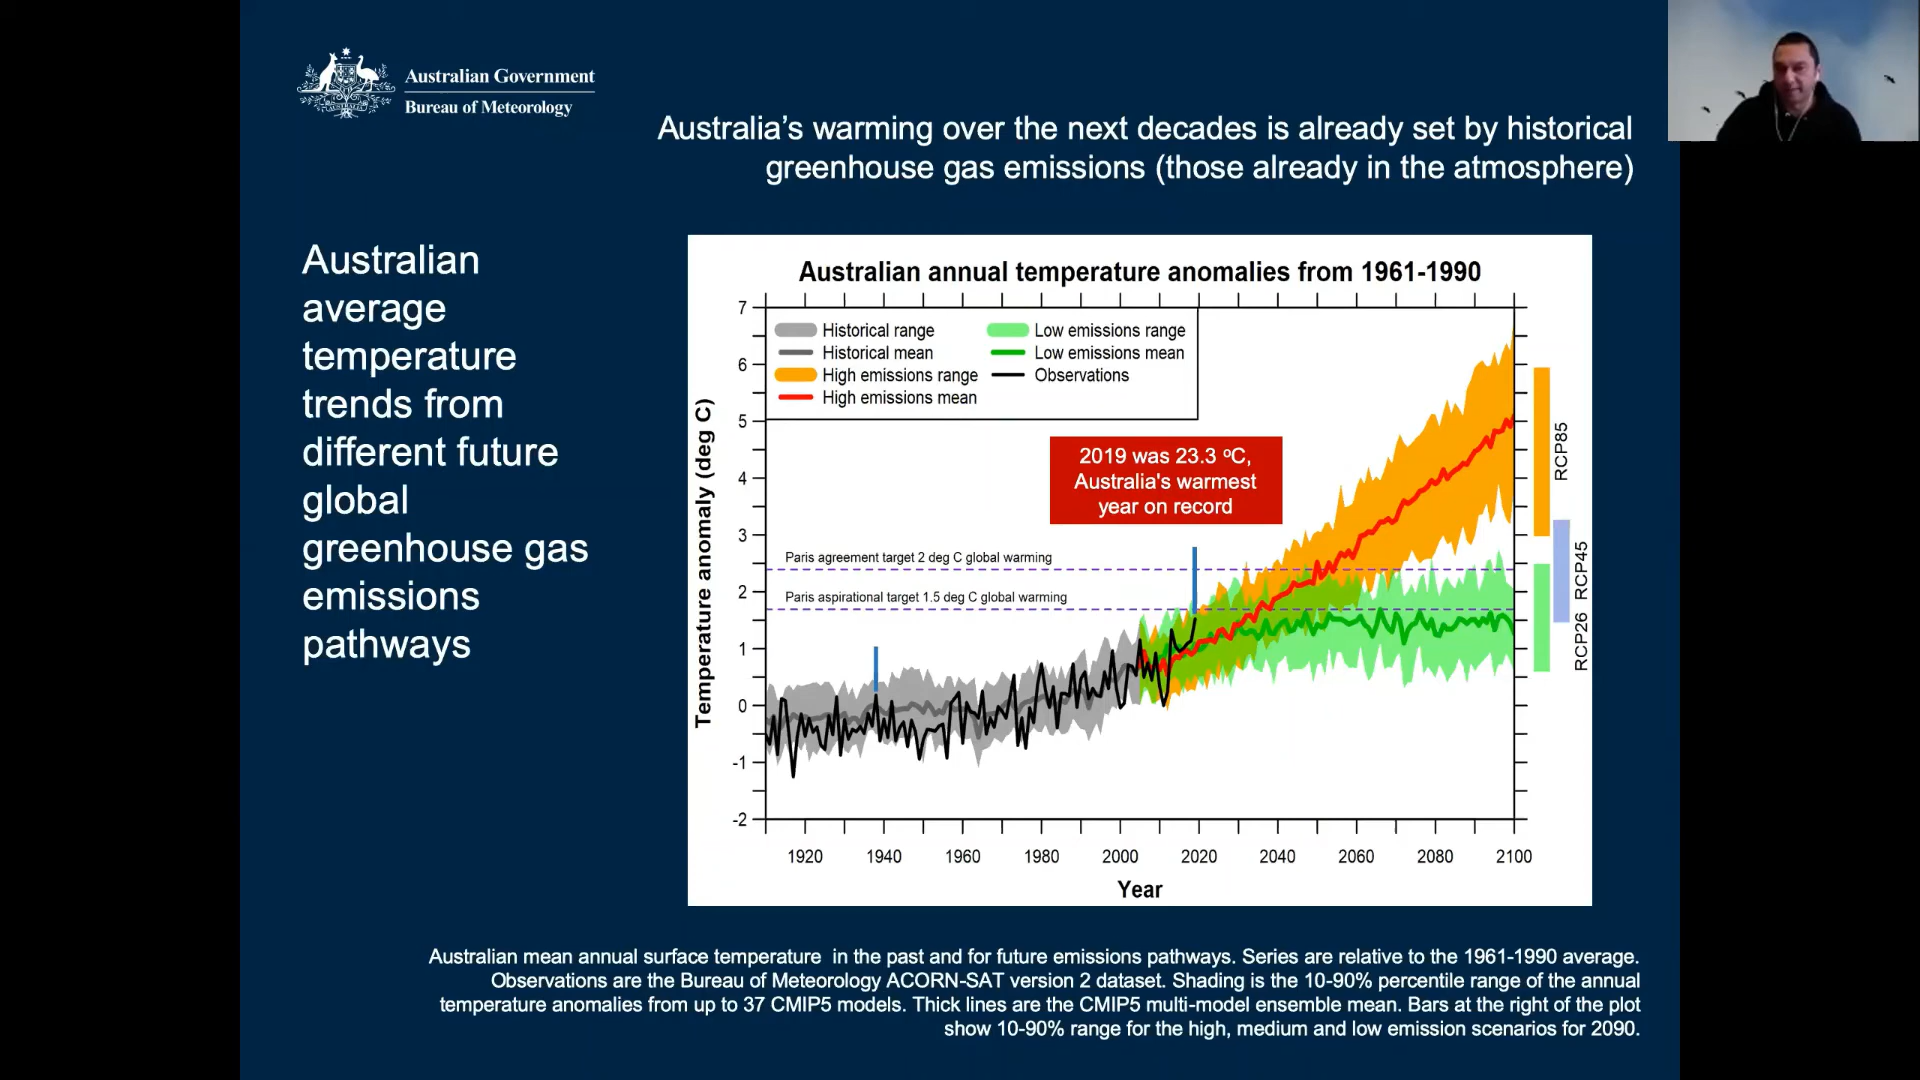 Australian Government
Bureau of Meteorology
Australia's warming over the next decades is already set by historical
greenhouse gas emissions (those already in the atmosphere)
Australian
average
temperature
trends from
different future
global
greenhouse gas
emissions
pathways
Australian annual temperature anomalies from 1961-1990
Temperature anomaly (deg C)
7
6
5
4
3
2
1
0
-1
-2
Historical range
Historical mean
High emissions range
High emissions mean
Low emissions range
Low emissions mean
Observations
2019 was 23.3 ºC,
Australia's warmest
year on record
Paris agreement target 2 deg C global warming
Paris aspirational target 1.5 deg C global warming
RCP85
RCP45
RCP26
1920 1940 1960 1980 2000 2020 2040 2060 2080 2100
Year
Australian mean annual surface temperature in the past and for future emissions pathways. Series are relative to the 1961-1990 average.
Observations are the Bureau of Meteorology ACORN-SAT version 2 dataset. Shading is the 10-90% percentile range of the annual
temperature anomalies from up to 37 CMIP5 models. Thick lines are the CMIP5 multi-model ensemble mean. Bars at the right of the plot
show 10-90% range for the high, medium and low emission scenarios for 2090.